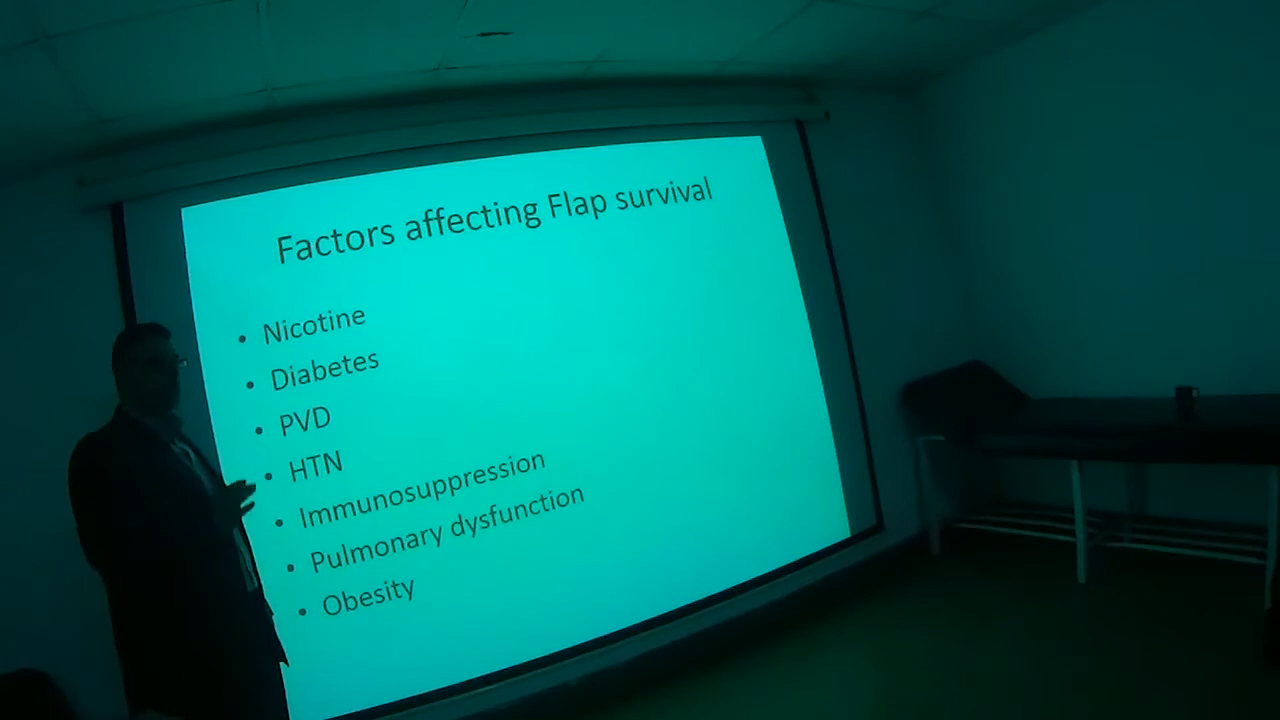 Factors affecting Flap survival
• Nicotine
• Diabetes
• PVD
• HTN
• Immunosuppression
• Pulmonary dysfunction
• Obesity